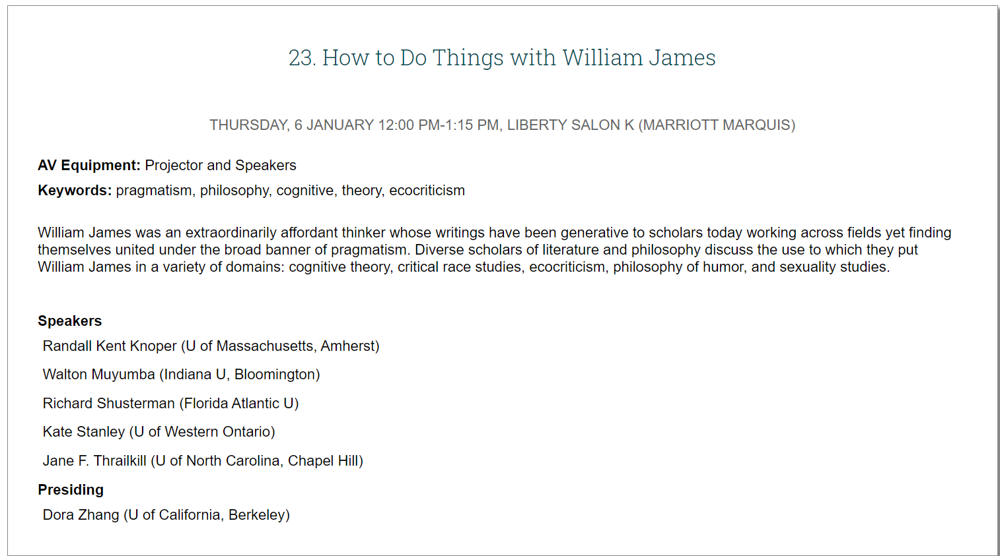 23. How to Do Things with William James
THURSDAY, 6 JANUARY 12:00 PM-1:15 PM, LIBERTY SALON K (MARRIOTT MARQUIS)
AV Equipment: Projector and Speakers
Keywords: pragmatism, philosophy, cognitive, theory, ecocriticism
William James was an extraordinarily affordant thinker whose writings have been generative to scholars today working across fields yet finding
themselves united under the broad banner of pragmatism. Diverse scholars of literature and philosophy discuss the use to which they put
William James in a variety of domains: cognitive theory, critical race studies, ecocriticism, philosophy of humor, and sexuality studies.
Speakers
Randall Kent Knoper (U of Massachusetts, Amherst)
Walton Muyumba (Indiana U, Bloomington)
Richard Shusterman (Florida Atlantic U)
Kate Stanley (U of Western Ontario)
Jane F. Thrailkill (U of North Carolina, Chapel Hill)
Presiding
Dora Zhang (U of California, Berkeley)